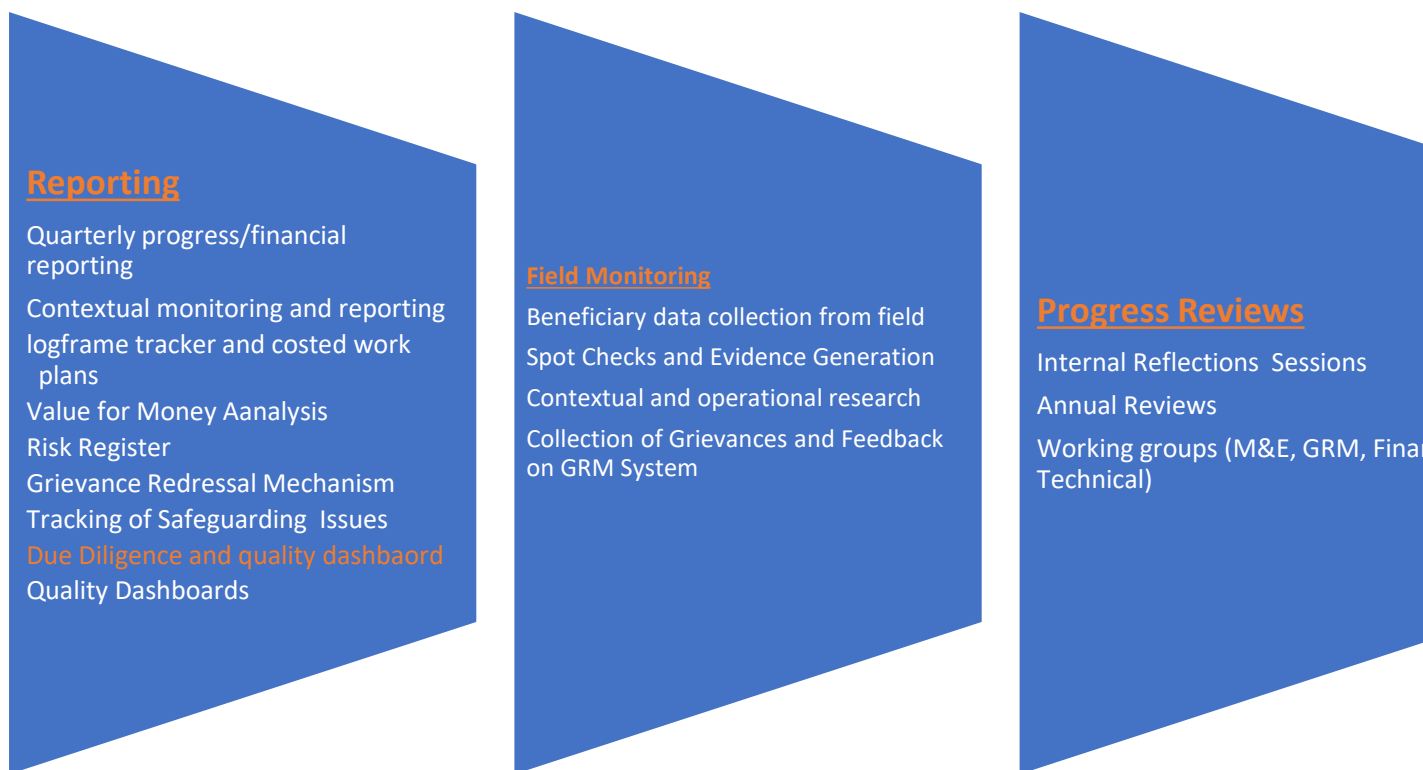 Reporting
Quarterly progress/financial
reporting
Contextual monitoring and reporting
logframe tracker and costed work
plans
Value for Money Aanalysis
Risk Register
Grievance Redressal Mechanism
Tracking of Safeguarding Issues
Due Diligence and quality dashbaord
Quality Dashboards
Field Monitoring
Beneficiary data collection from field
Spot Checks and Evidence Generation
Contextual and operational research
Collection of Grievances and Feedback
on GRM System
Progress Reviews
Internal Reflections Sessions
Annual Reviews
Working groups (M&E, GRM,
Technical)